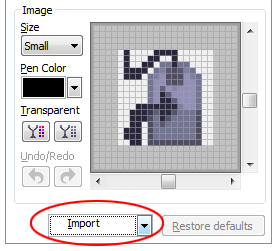 Image
Size
Small
Pen Color
Transparent
Undo/Redo
Import
Restore defaults